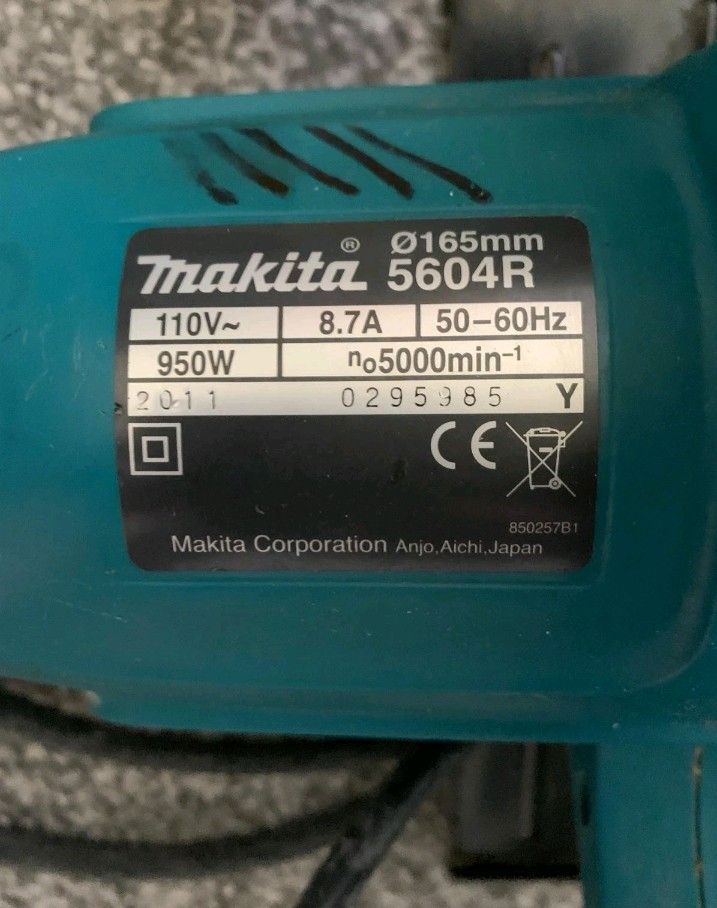 ® Ø165mm
makita 5604R
110V~ 8.7A 50-60Hz
950W n₀5000min⁻¹
2011 0295985 Y
CE
850257B1
Makita Corporation Anjo,Aichi,Japan